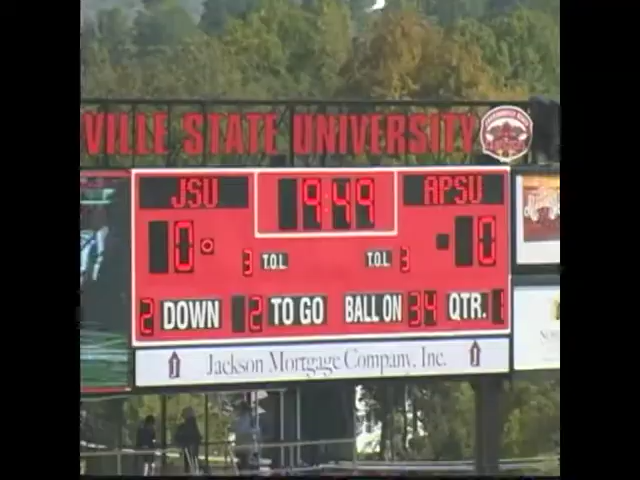 VILLE STATE UNIVERSITY
JSU 9:49 APSU
0 0
3 T.O.L. T.O.L. 3
2 DOWN 2 TO GO BALL ON 34 QTR. 1
Jackson Mortgage Company, Inc.